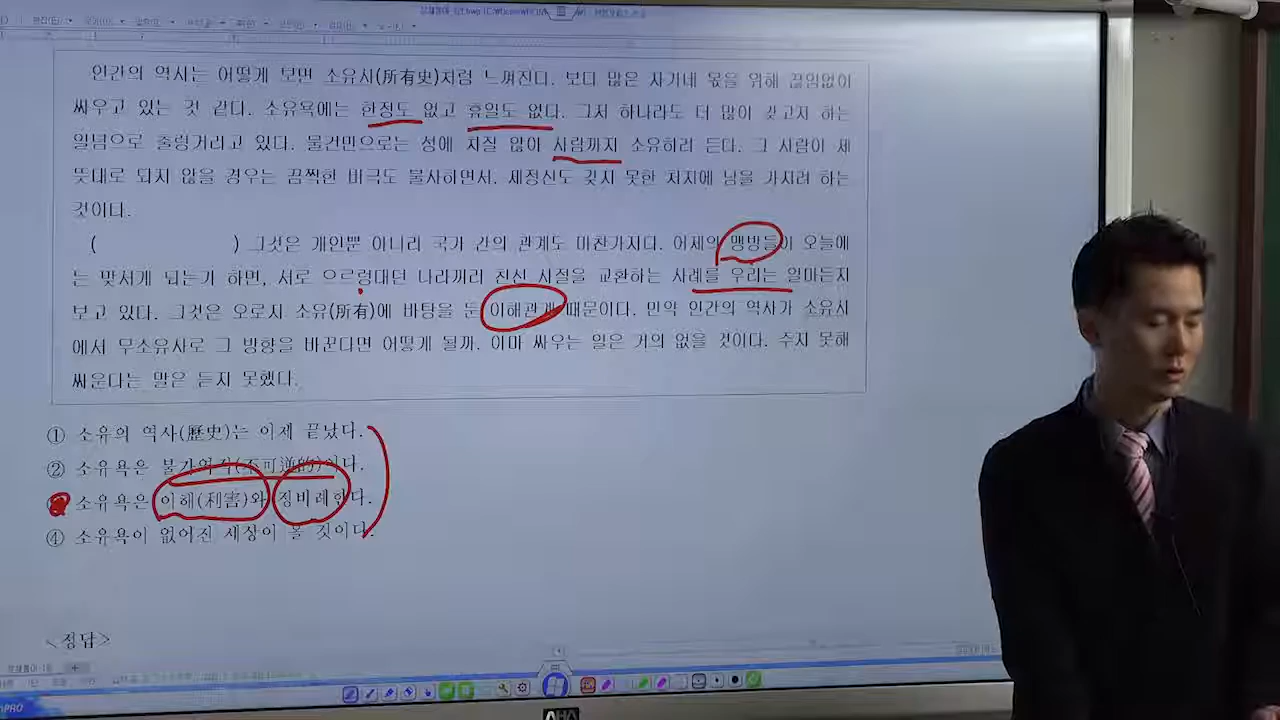 인간의 역사는 어떻게 보면 소유사(所有史)처럼 느껴진다. 보다 많은 자기네 몫을 위해 끊임없이
싸우고 있는 것 같다. 소유욕에는 한정도 없고 휴일도 없다. 그저 하나라도 더 많이 갖고자 하는
일념으로 출렁거리고 있다. 물건만으로는 성에 차질 않아 사람까지 소유하려 든다. 그 사람이 제
뜻대로 되지 않을 경우는 끔찍한 비극도 불사하면서. 제정신도 갖지 못한 처지에 남을 가지려 하는
것이다.
( ) 그것은 개인뿐 아니라 국가 간의 관계도 마찬가지다. 어제의 맹방들이 오늘에
는 맞서게 되는가 하면, 서로 으르렁대던 나라끼리 친선 사절을 교환하는 사례를 우리는 얼마든지
보고 있다. 그것은 오로지 소유(所有)에 바탕을 둔 이해관계 때문이다. 만약 인간의 역사가 소유사
에서 무소유사로 그 방향을 바꾼다면 어떻게 될까. 아마 싸우는 일은 거의 없을 것이다. 주지 못해
싸운다는 말은 듣지 못했다.
① 소유의 역사(歷史)는 이제 끝났다.
② 소유욕은 불가역적(不可逆的)이다.
소유욕은 이해(利害)와 정비례한다.
④ 소유욕이 없어진 세상이 올 것이다.
<정답>